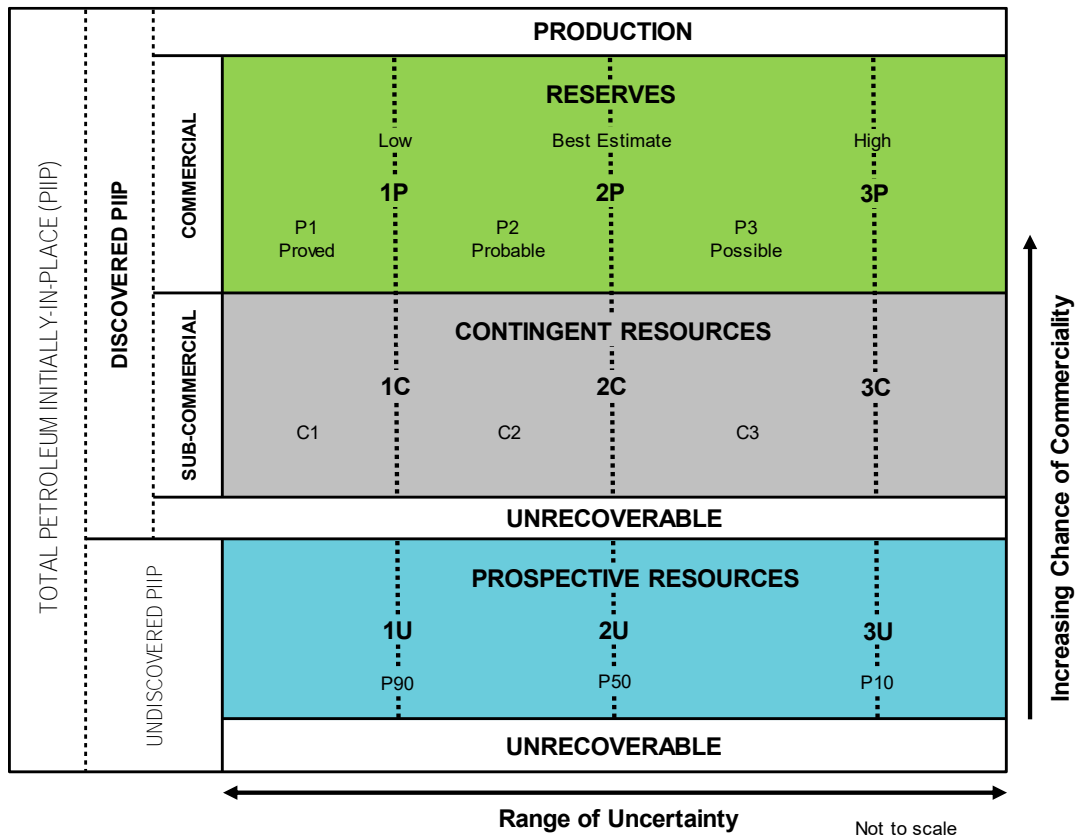 TOTAL PETROLEUM INITIALLY-IN-PLACE (PIIP)
DISCOVERED PIIP
UNDISCOVERED PIIP
COMMERCIAL
SUB-COMMERCIAL
PRODUCTION
RESERVES
Low Best Estimate High
1P 2P 3P
P1 P2 P3
Proved Probable Possible
CONTINGENT RESOURCES
1C 2C 3C
C1 C2 C3
UNRECOVERABLE
PROSPECTIVE RESOURCES
1U 2U 3U
P90 P50 P10
UNRECOVERABLE
Increasing Chance of Commerciality
Range of Uncertainty
Not to scale